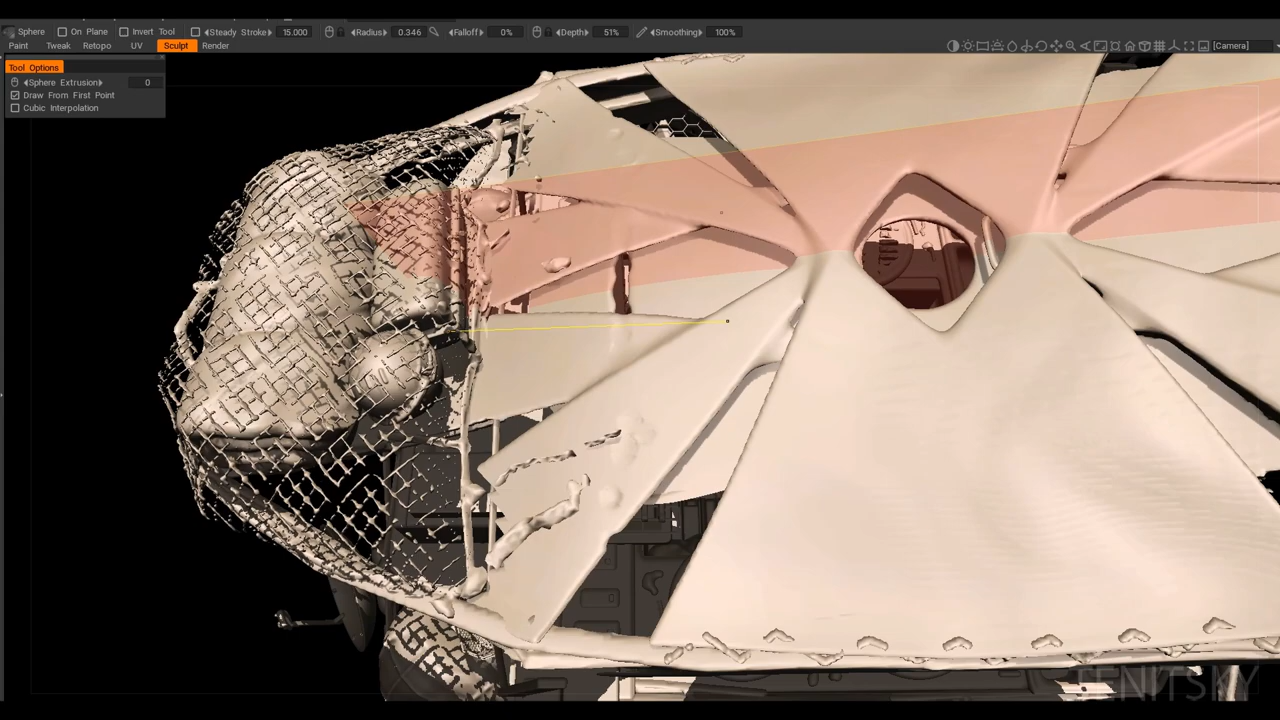 Sphere On Plane Invert Tool Steady Stroke 15.000 Radius 0.346 Falloff 0% Depth 51% Smoothing 100%
Paint Tweak Retopo UV Sculpt Render [Camera]
Tool Options
Sphere Extrusion 0
Draw From First Point
Cubic Interpolation
JENITSKY